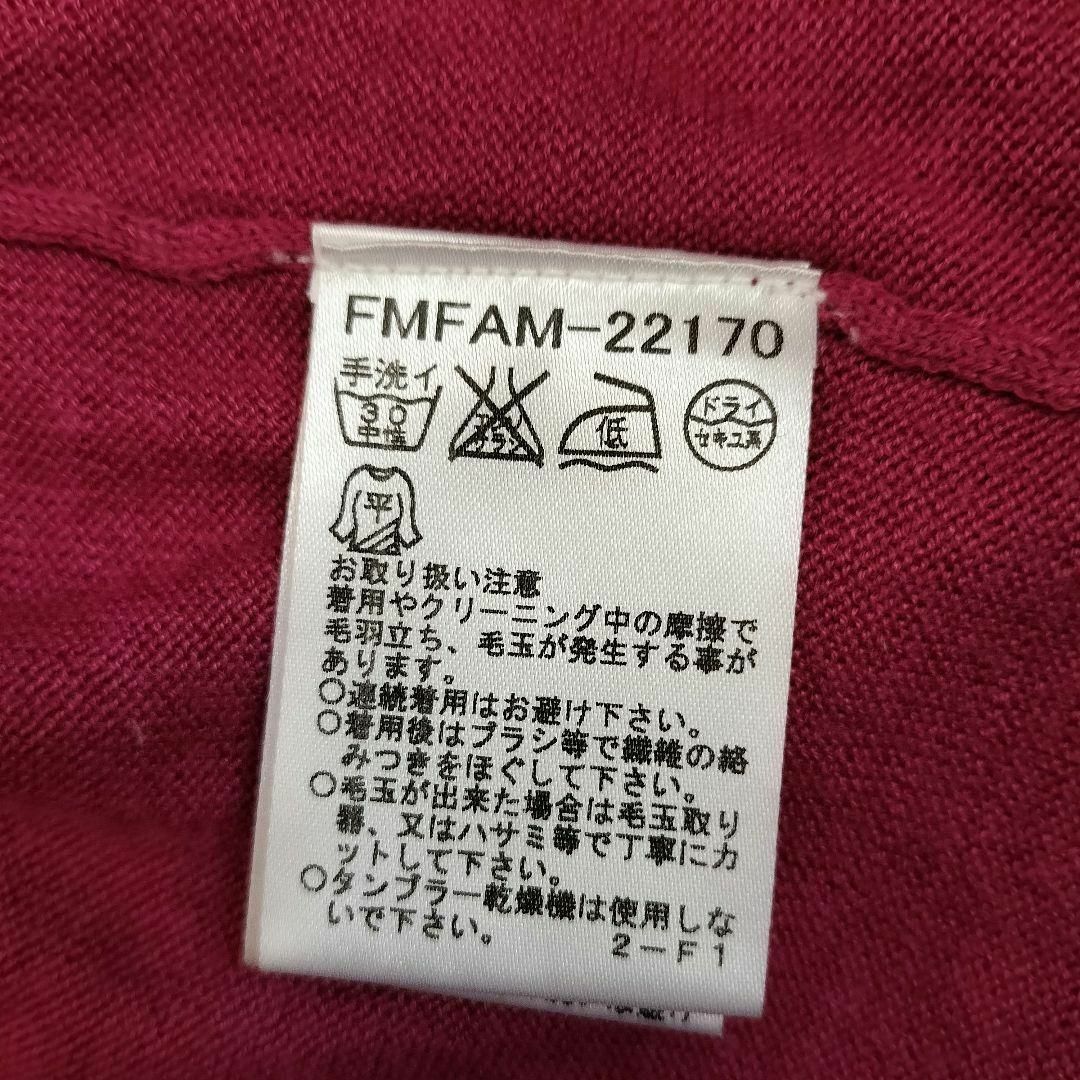 FMFAM-22170
手洗イ
30
中性
エンソ
サラシ
低
ドライ
セキユ系
平
お取り扱い注意
着用やクリーニング中の摩擦で
毛羽立ち、毛玉が発生する事が
あります。
○連続着用はお避け下さい。
○着用後はブラシ等で繊維の絡
みつきをほぐして下さい。
○毛玉が出来た場合は毛玉取り
器、又はハサミ等で丁寧にカ
ットして下さい。
○タンブラー乾燥機は使用しな
いで下さい。
2-F1